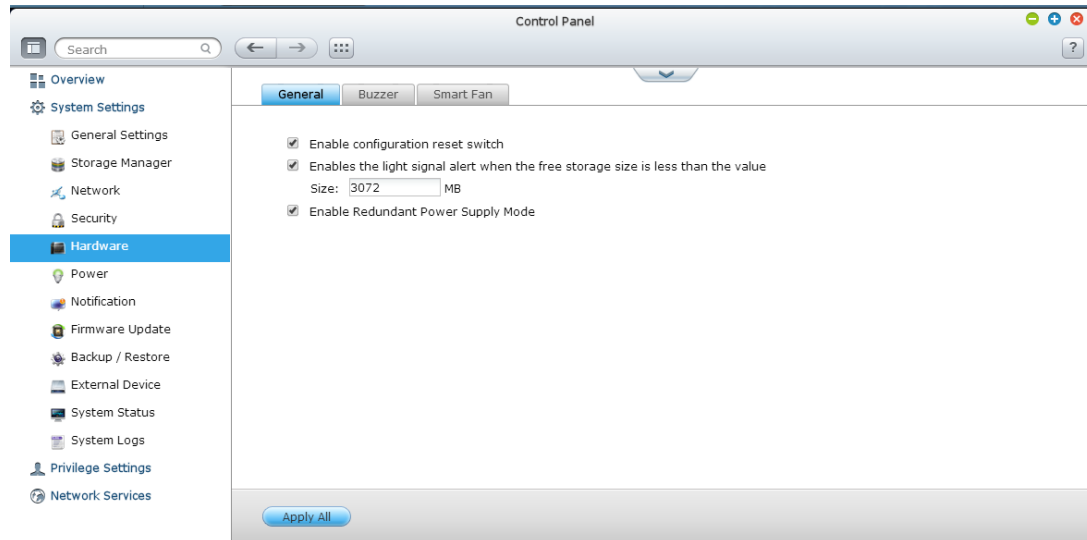 Control Panel
Search
?
Overview
System Settings
General Settings
Storage Manager
Network
Security
Hardware
Power
Notification
Firmware Update
Backup / Restore
External Device
System Status
System Logs
Privilege Settings
Network Services
General Buzzer Smart Fan
Enable configuration reset switch
Enables the light signal alert when the free storage size is less than the value
Size: 3072 MB
Enable Redundant Power Supply Mode
Apply All